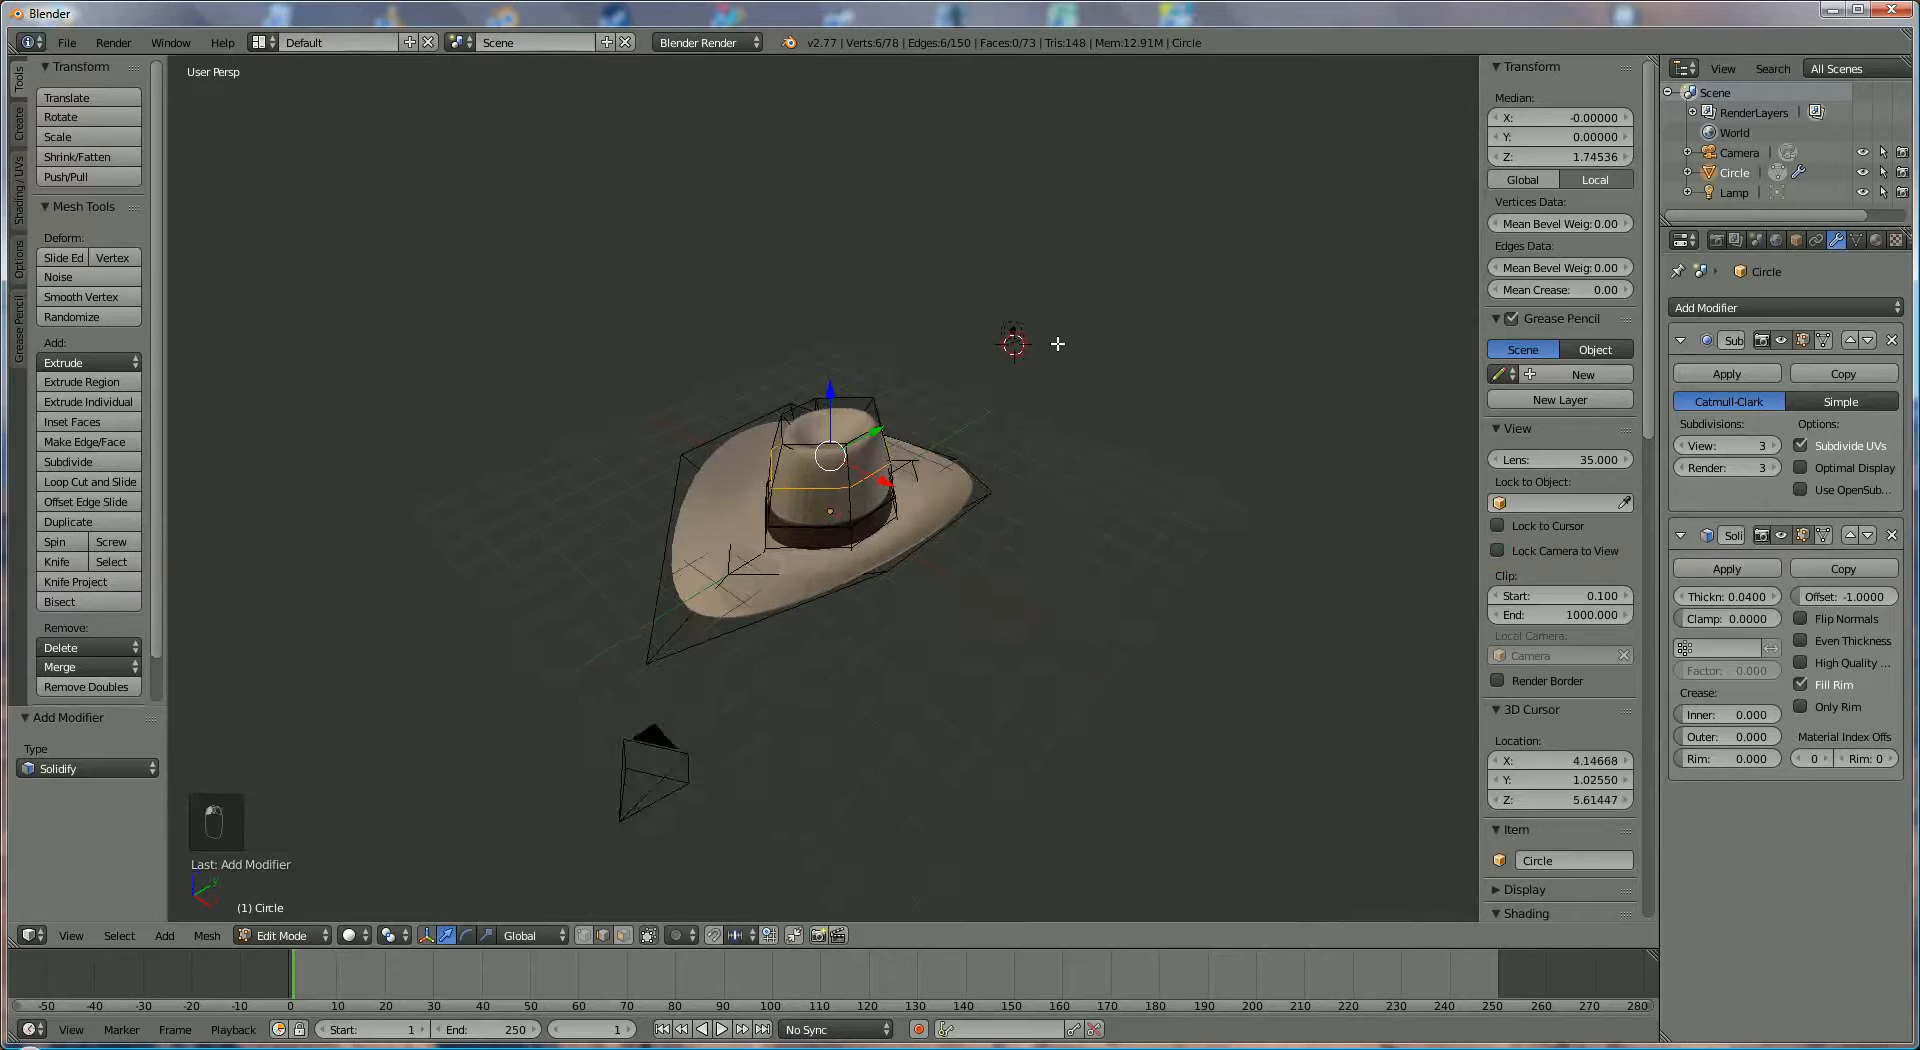 Blender
File Render Window Help Default Scene Blender Render v2.77 | Verts:6/78 | Edges:6/150 | Faces:0/73 | Tris:148 | Mem:12.91M | Circle
Tools
Create
Shading / UVs
Options
Grease Pencil
Transform
Translate
Rotate
Scale
Shrink/Fatten
Push/Pull
Mesh Tools
Deform:
Slide Ed Vertex
Noise
Smooth Vertex
Randomize
Add:
Extrude
Extrude Region
Extrude Individual
Inset Faces
Make Edge/Face
Subdivide
Loop Cut and Slide
Offset Edge Slide
Duplicate
Spin Screw
Knife Select
Knife Project
Bisect
Remove:
Delete
Merge
Remove Doubles
Add Modifier
Type
Solidify
User Persp
Last: Add Modifier
(1) Circle
Transform
Median:
X: -0.00000
Y: 0.00000
Z: 1.74536
Global Local
Vertices Data:
Mean Bevel Weig: 0.00
Edges Data:
Mean Bevel Weig: 0.00
Mean Crease: 0.00
Grease Pencil
Scene Object
New
New Layer
View
Lens: 35.000
Lock to Object:
Lock to Cursor
Lock Camera to View
Clip:
Start: 0.100
End: 1000.000
Local Camera:
Camera
Render Border
3D Cursor
Location:
X: 4.14668
Y: 1.02550
Z: 5.61447
Item
Circle
Display
Shading
View Search All Scenes
Scene
RenderLayers
World
Camera
Circle
Lamp
Circle
Add Modifier
Sub
Apply Copy
Catmull-Clark Simple
Subdivisions: Options:
View: 3 Subdivide UVs
Render: 3 Optimal Display
Use OpenSub...
Soli
Apply Copy
Thickn: 0.0400 Offset: -1.0000
Clamp: 0.0000 Flip Normals
Even Thickness
Factor: 0.000 High Quality ...
Crease: Fill Rim
Inner: 0.000 Only Rim
Outer: 0.000 Material Index Offs
Rim: 0.000 0 Rim: 0
View Select Add Mesh Edit Mode Global
-50 -40 -30 -20 -10 0 10 20 30 40 50 60 70 80 90 100 110 120 130 140 150 160 170 180 190 200 210 220 230 240 250 260 270 280
View Marker Frame Playback Start: 1 End: 250 1 No Sync